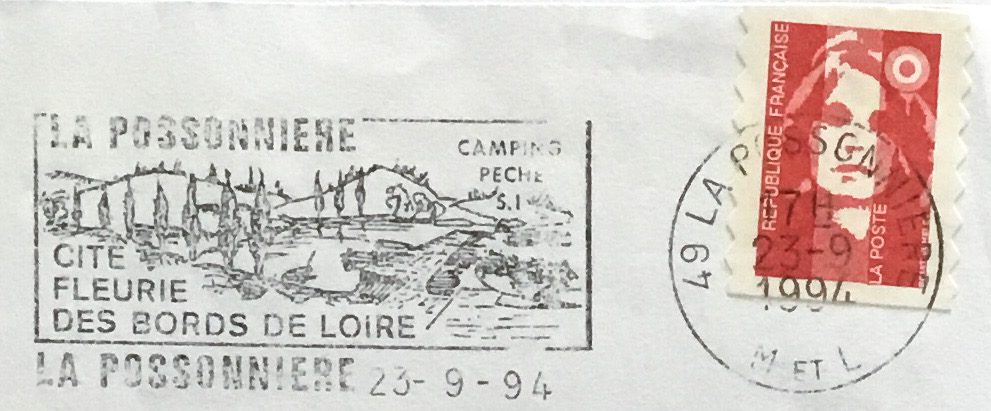 LA POSSONNIERE
CAMPING
PECHE
S.I
CITE
FLEURIE
DES BORDS DE LOIRE
LA POSSONNIERE 23-9-94
49 LA POSSONNIERE
7H
23-9
1994
M ET L
REPUBLIQUE FRANÇAISE
LA POSTE